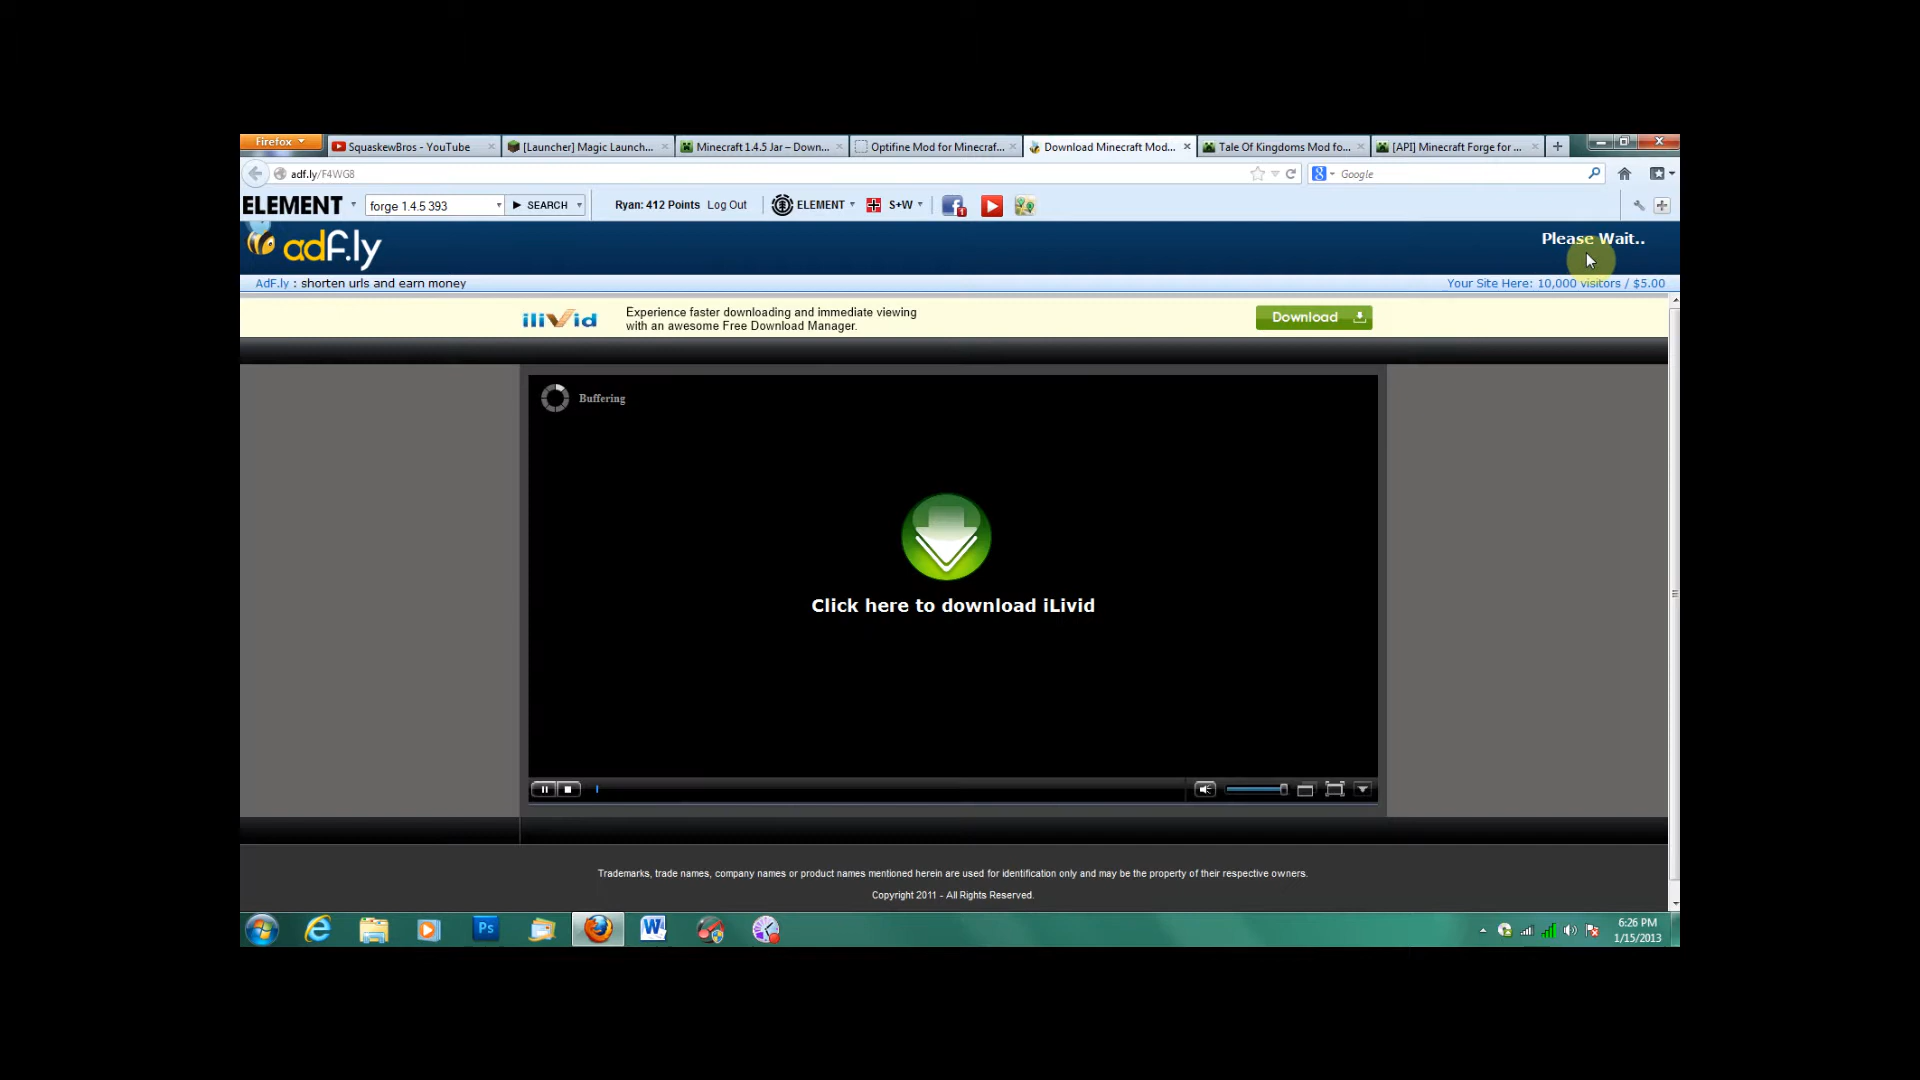 Firefox
SquaskewBros - YouTube
[Launcher] Magic Launch...
Minecraft 1.4.5 Jar – Down...
Optifine Mod for Minecraf...
Download Minecraft Mod...
Tale Of Kingdoms Mod fo...
[API] Minecraft Forge for ...
adf.ly/F4WG8
Google
ELEMENT
forge 1.4.5 393
SEARCH
Ryan: 412 Points
Log Out
ELEMENT
S+W
adf.ly
Please Wait..
AdF.ly : shorten urls and earn money
Your Site Here: 10,000 visitors / $5.00
ilivid
Experience faster downloading and immediate viewing
with an awesome Free Download Manager.
Download
Buffering
Click here to download iLivid
Trademarks, trade names, company names or product names mentioned herein are used for identification only and may be the property of their respective owners.
Copyright 2011 - All Rights Reserved.
Ps
W
6:26 PM
1/15/2013